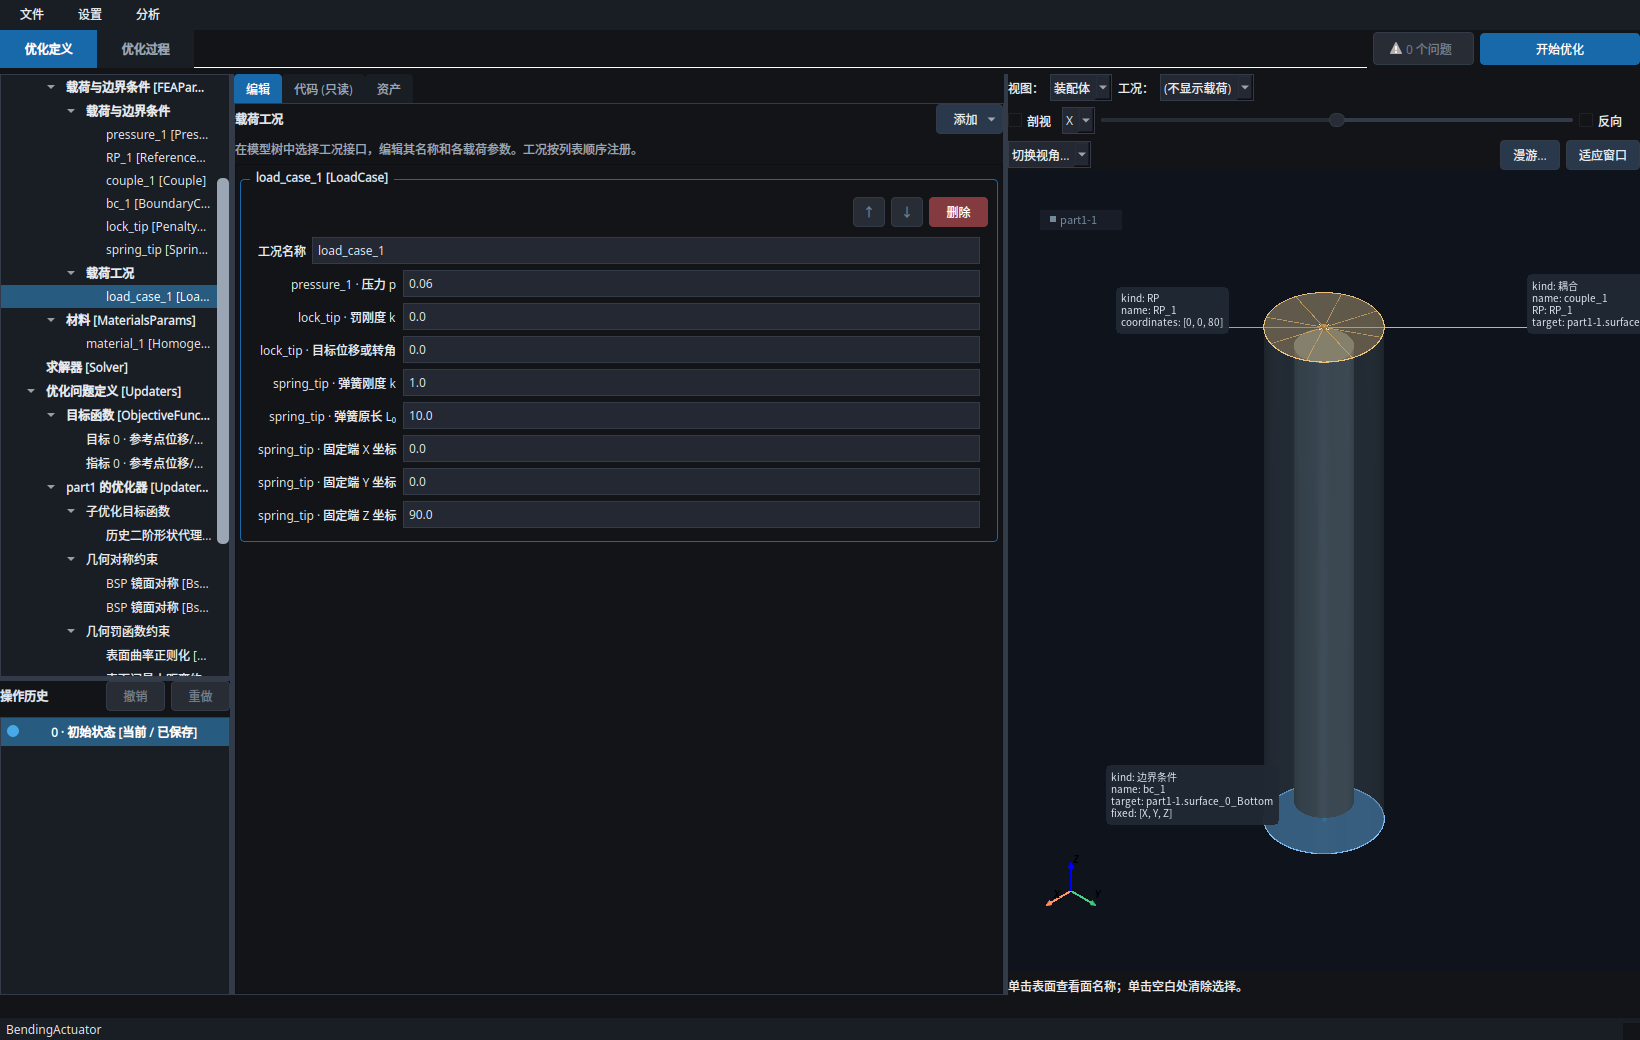 文件 设置 分析
优化定义 优化过程 0 个问题 开始优化
载荷与边界条件 [FEAPar...
载荷与边界条件
pressure_1 [Pres...
RP_1 [Reference...
couple_1 [Couple]
bc_1 [BoundaryC...
lock_tip [Penalty...
spring_tip [Sprin...
载荷工况
load_case_1 [Loa...
材料 [MaterialsParams]
material_1 [Homoge...
求解器 [Solver]
优化问题定义 [Updaters]
目标函数 [ObjectiveFunc...
目标 0 · 参考点位移/...
指标 0 · 参考点位移/...
part1 的优化器 [Updater...
子优化目标函数
历史二阶形状代理...
几何对称约束
BSP 镜面对称 [Bs...
BSP 镜面对称 [Bs...
几何罚函数约束
表面曲率正则化 [...
操作历史 撤销 重做
0 · 初始状态 [当前 / 已保存]
编辑 代码 (只读) 资产
载荷工况 添加
在模型树中选择工况接口，编辑其名称和各载荷参数。工况按列表顺序注册。
load_case_1 [LoadCase]
↑ ↓ 删除
工况名称 load_case_1
pressure_1 · 压力 p 0.06
lock_tip · 罚刚度 k 0.0
lock_tip · 目标位移或转角 0.0
spring_tip · 弹簧刚度 k 1.0
spring_tip · 弹簧原长 L₀ 10.0
spring_tip · 固定端 X 坐标 0.0
spring_tip · 固定端 Y 坐标 0.0
spring_tip · 固定端 Z 坐标 90.0
视图： 装配体 工况： (不显示载荷)
剖视 X 反向
切换视角... 漫游... 适应窗口
part1-1
kind: RP
name: RP_1
coordinates: [0, 0, 80]
kind: 耦合
name: couple_1
RP: RP_1
target: part1-1.surface
kind: 边界条件
name: bc_1
target: part1-1.surface_0_Bottom
fixed: [X, Y, Z]
Z
Y
单击表面查看面名称；单击空白处清除选择。
BendingActuator